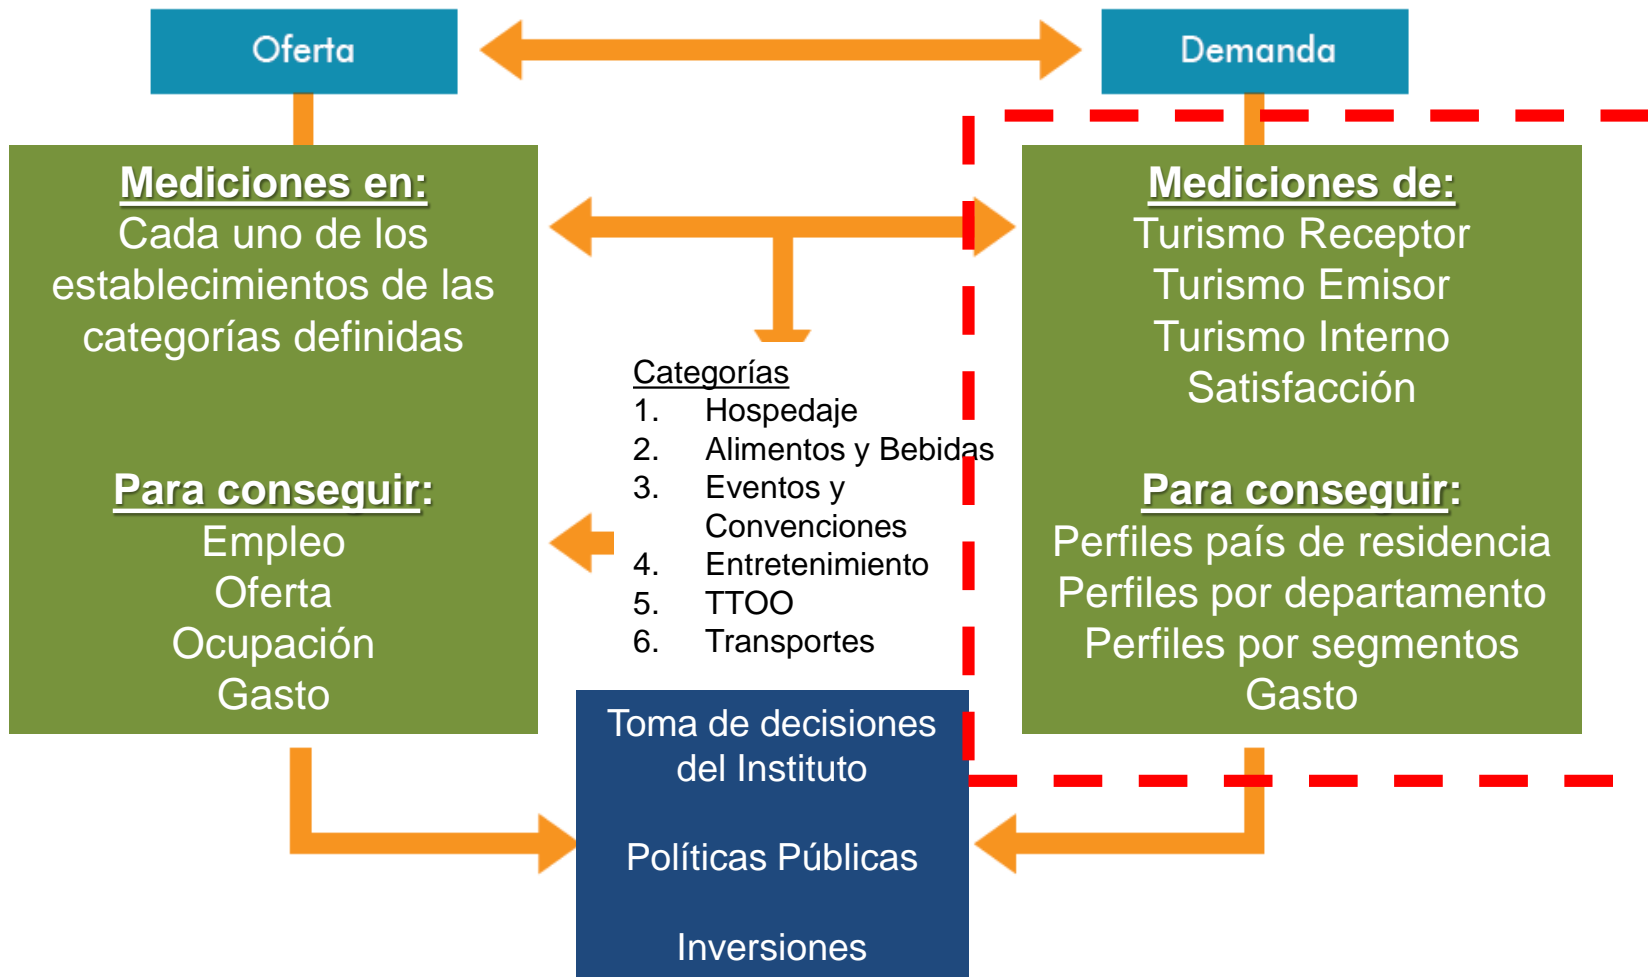 Oferta
Demanda
Mediciones en:
Cada uno de los
establecimientos de las
categorías definidas
Para conseguir:
Empleo
Oferta
Ocupación
Gasto
Categorías
1. Hospedaje
2. Alimentos y Bebidas
3. Eventos y
Convenciones
4. Entretenimiento
5. TTOO
6. Transportes
Mediciones de:
Turismo Receptor
Turismo Emisor
Turismo Interno
Satisfacción
Para conseguir:
Perfiles país de residencia
Perfiles por departamento
Perfiles por segmentos
Gasto
Toma de decisiones
del Instituto
Políticas Públicas
Inversiones